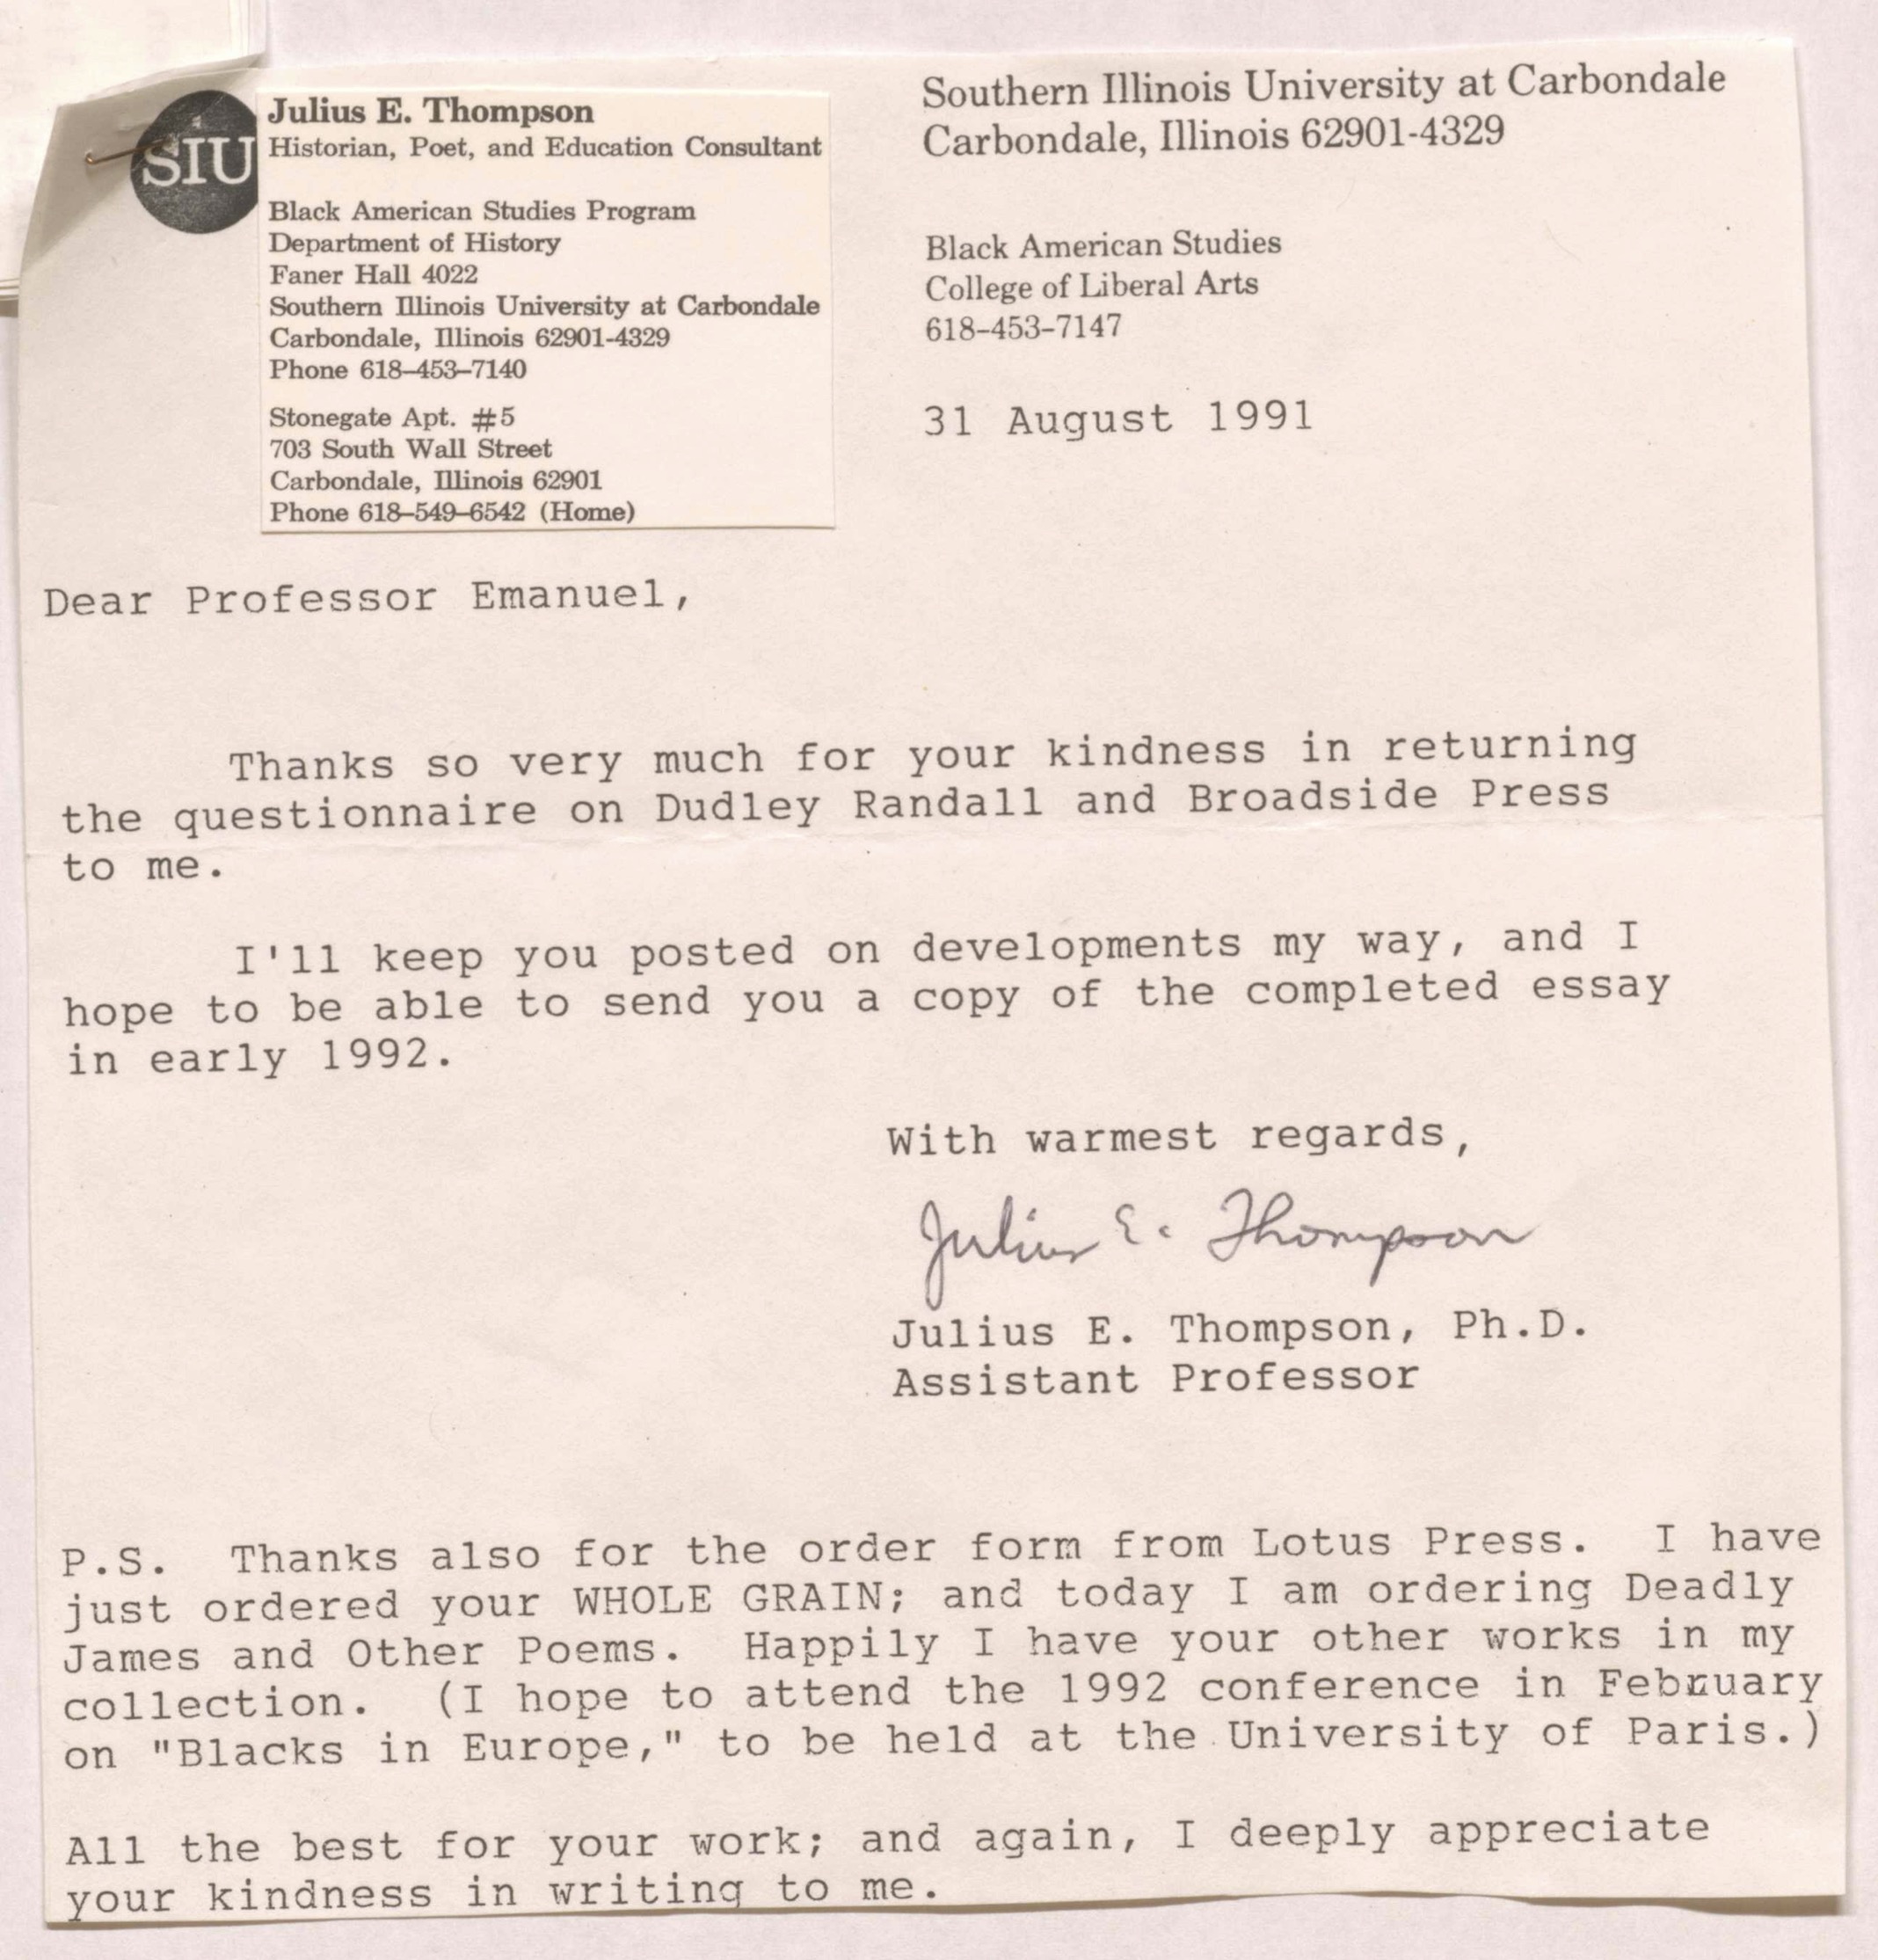 SIU
Julius E. Thompson
Historian, Poet, and Education Consultant
Black American Studies Program
Department of History
Faner Hall 4022
Southern Illinois University at Carbondale
Carbondale, Illinois 62901-4329
Phone 618–453–7140
Stonegate Apt. #5
703 South Wall Street
Carbondale, Illinois 62901
Phone 618–549–6542 (Home)
Southern Illinois University at Carbondale
Carbondale, Illinois 62901-4329
Black American Studies
College of Liberal Arts
618-453-7147
31 August 1991
Dear Professor Emanuel,
Thanks so very much for your kindness in returning
the questionnaire on Dudley Randall and Broadside Press
to me.
I'll keep you posted on developments my way, and I
hope to be able to send you a copy of the completed essay
in early 1992.
With warmest regards,
Julius E. Thompson
Julius E. Thompson, Ph.D.
Assistant Professor
P.S. Thanks also for the order form from Lotus Press. I have
just ordered your WHOLE GRAIN; and today I am ordering Deadly
James and Other Poems. Happily I have your other works in my
collection. (I hope to attend the 1992 conference in February
on "Blacks in Europe," to be held at the University of Paris.)
All the best for your work; and again, I deeply appreciate
your kindness in writing to me.